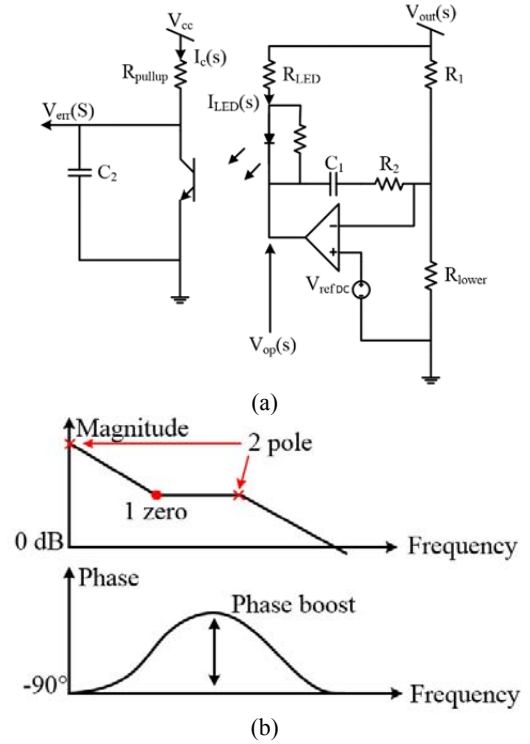 Vcc
Vout(s)
Ic(s)
Rpullup
RLED
R1
Verr(S)
ILED(s)
C1
R2
C2
−
+
VrefDC
Rlower
Vop(s)
(a)
Magnitude
2 pole
1 zero
0 dB
Frequency
Phase
Phase boost
-90°
Frequency
(b)